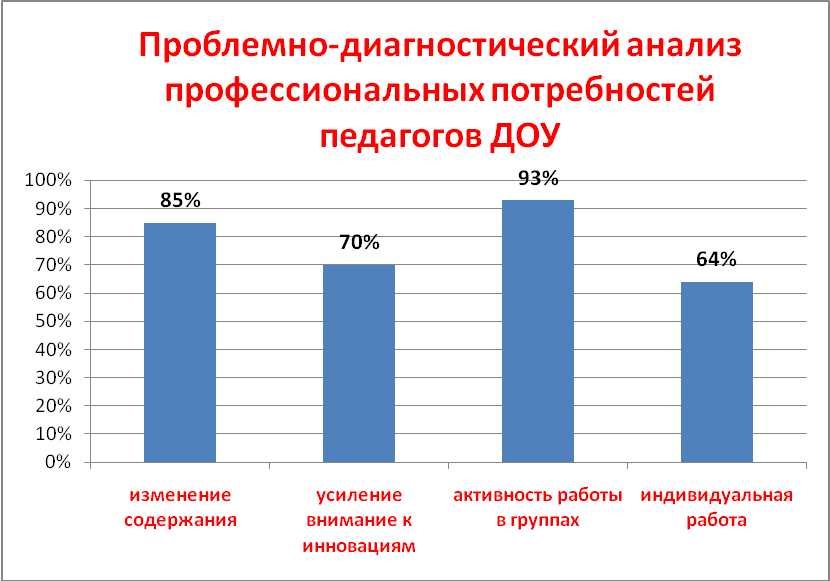 Проблемно-диагностический анализ
профессиональных потребностей
педагогов ДОУ
100%
90%
80%
70%
60%
50%
40%
30%
20%
10%
0%
85%
70%
93%
64%
изменение
содержания
усиление
внимание к
инновациям
активность работы
в группах
индивидуальная
работа